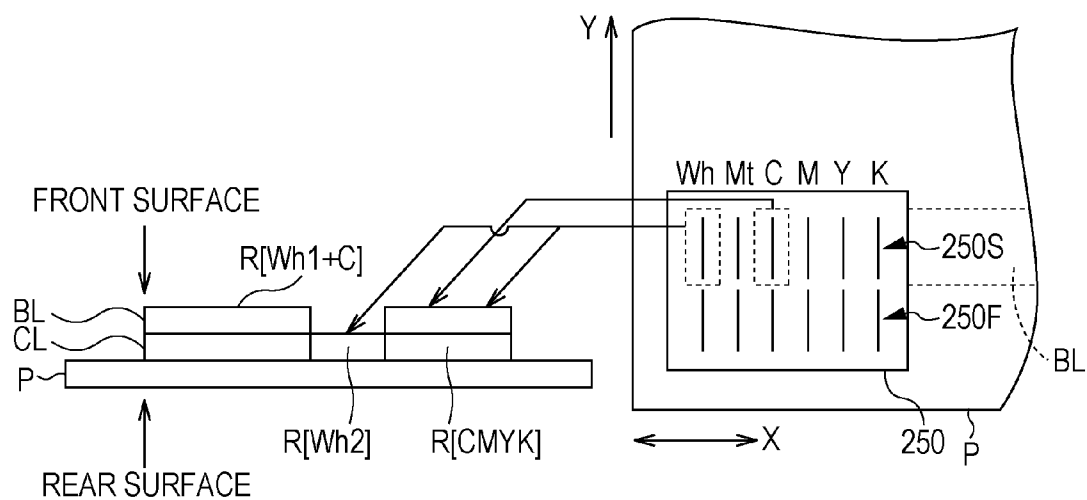 Y
Wh Mt C M Y K
FRONT SURFACE
R[Wh1+C]
250S
BL
CL
250F
P
BL
R[Wh2]
R[CMYK]
X
250
P
REAR SURFACE